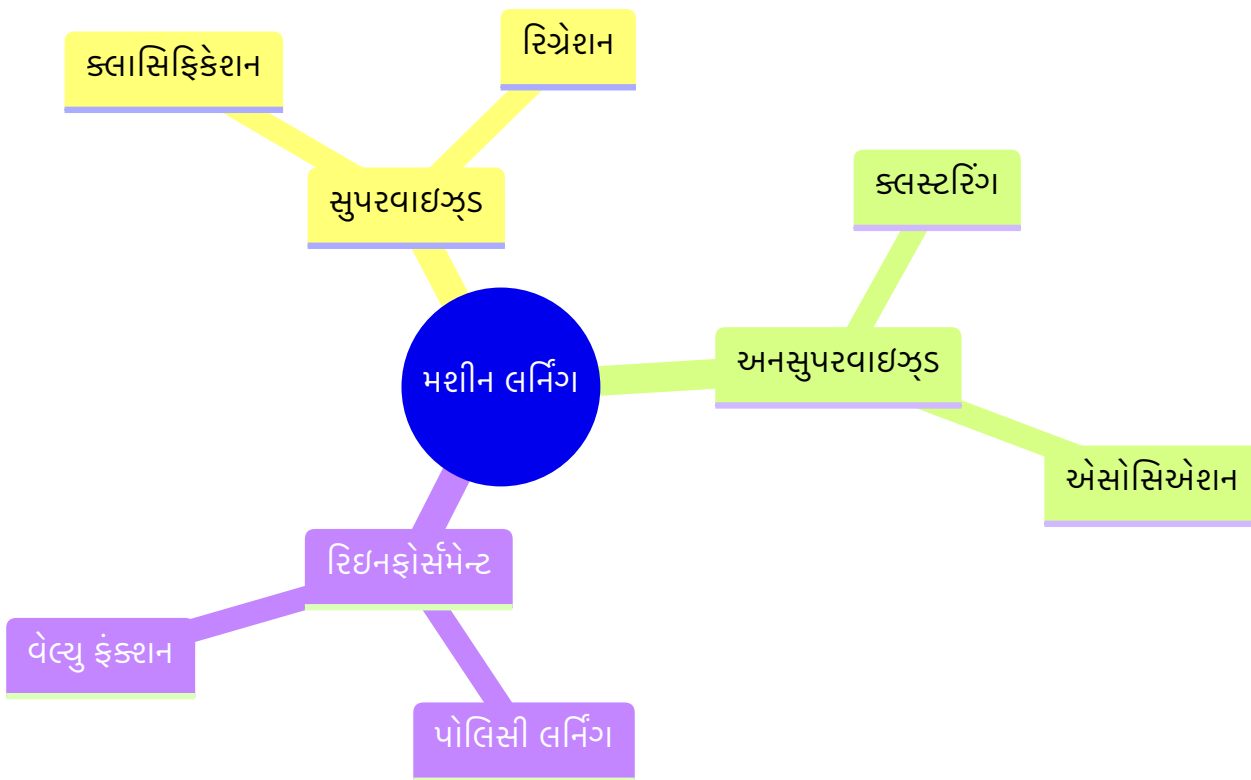 ક્લાસિફિકેશન
રિગ્રેશન
સુપરવાઇઝ્ડ
ક્લસ્ટરિંગ
મશીન લર્નિંગ
અનસુપરવાઇઝ્ડ
એસોસિએશન
રિઇનફોર્સમેન્ટ
વેલ્યુ ફંક્શન
પોલિસી લર્નિંગ